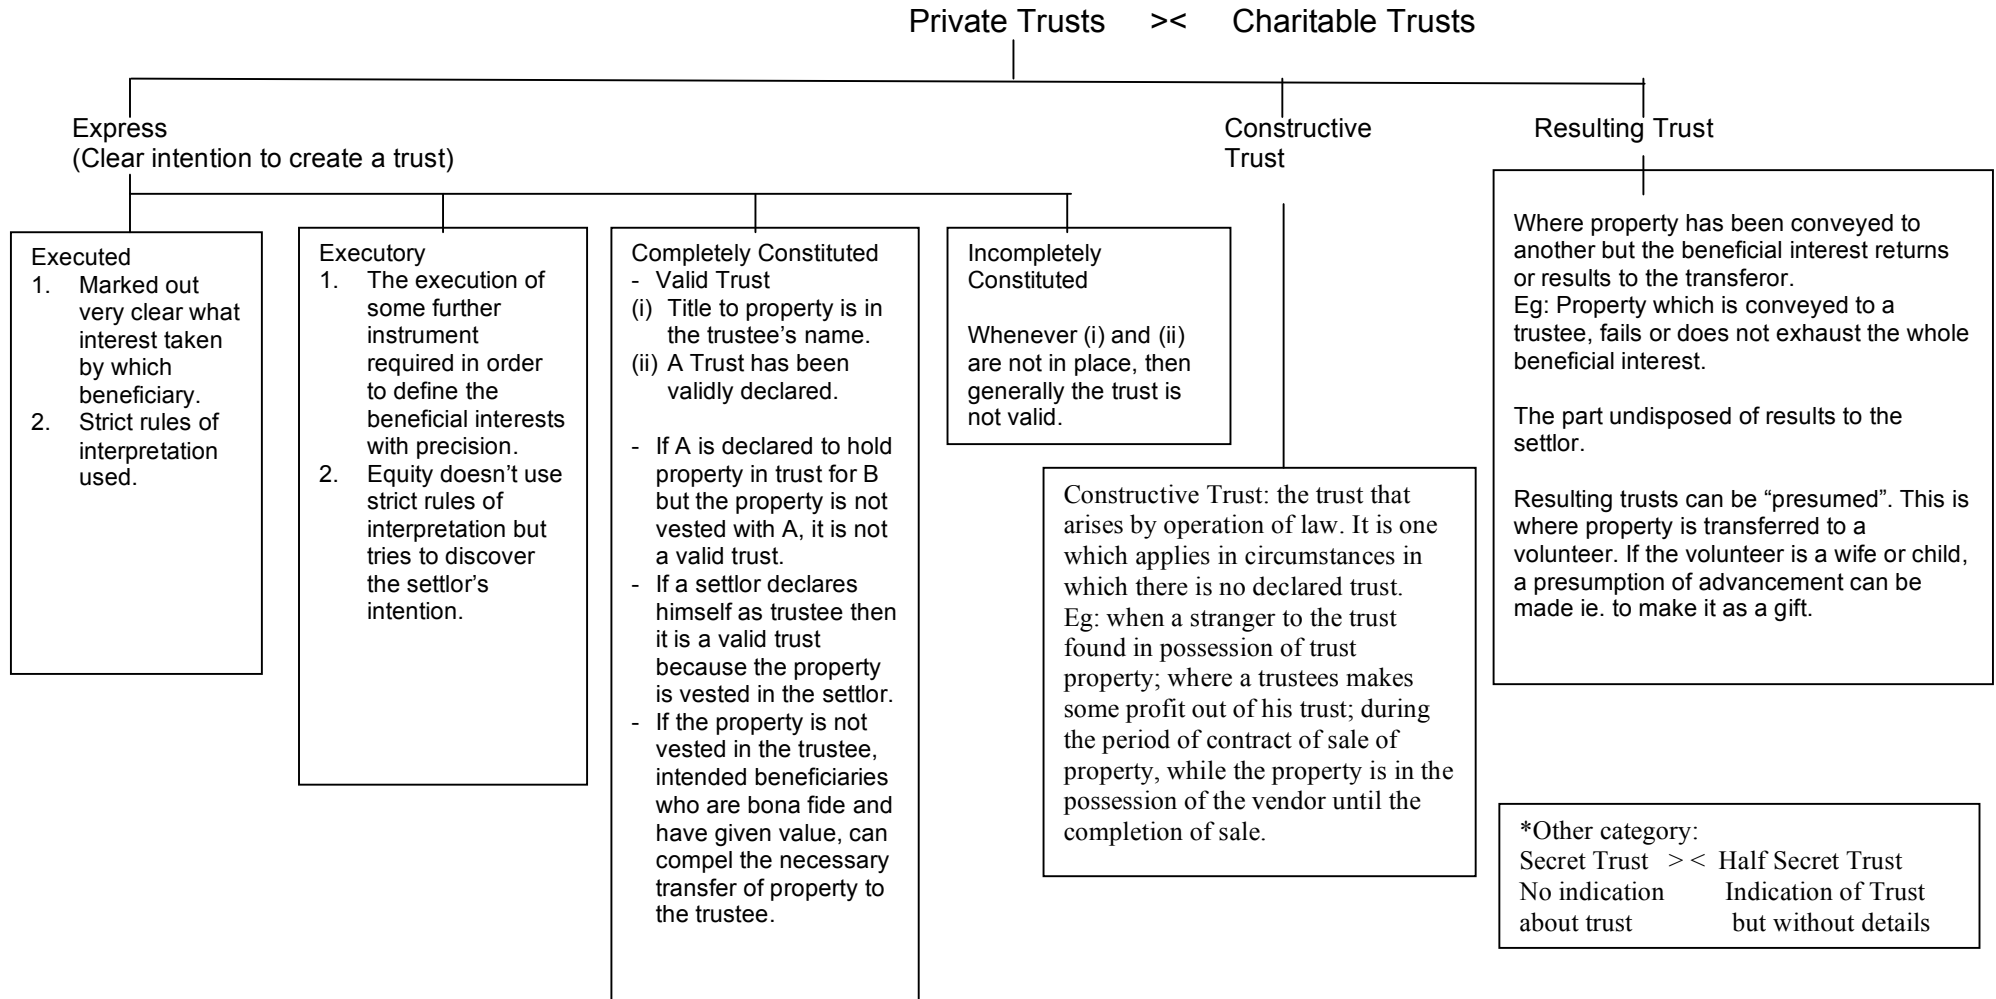 Private Trusts >< Charitable Trusts
Express
(Clear intention to create a trust)
Constructive
Trust
Resulting Trust
Executed
1. Marked out
very clear what
interest taken
by which
beneficiary.
2. Strict rules of
interpretation
used.
Executory
1. The execution of
some further
instrument
required in order
to define the
beneficial interests
with precision.
2. Equity doesn’t use
strict rules of
interpretation but
tries to discover
the settlor’s
intention.
Completely Constituted
- Valid Trust
(i) Title to property is in
the trustee’s name.
(ii) A Trust has been
validly declared.
- If A is declared to hold
property in trust for B
but the property is not
vested with A, it is not
a valid trust.
- If a settlor declares
himself as trustee then
it is a valid trust
because the property
is vested in the settlor.
- If the property is not
vested in the trustee,
intended beneficiaries
who are bona fide and
have given value, can
compel the necessary
transfer of property to
the trustee.
Incompletely
Constituted
Whenever (i) and (ii)
are not in place, then
generally the trust is
not valid.
Constructive Trust: the trust that
arises by operation of law. It is one
which applies in circumstances in
which there is no declared trust.
Eg: when a stranger to the trust
found in possession of trust
property; where a trustees makes
some profit out of his trust; during
the period of contract of sale of
property, while the property is in the
possession of the vendor until the
completion of sale.
Where property has been conveyed to
another but the beneficial interest returns
or results to the transferor.
Eg: Property which is conveyed to a
trustee, fails or does not exhaust the whole
beneficial interest.
The part undisposed of results to the
settlor.
Resulting trusts can be “presumed”. This is
where property is transferred to a
volunteer. If the volunteer is a wife or child,
a presumption of advancement can be
made ie. to make it as a gift.
*Other category:
Secret Trust > < Half Secret Trust
No indication Indication of Trust
about trust but without details